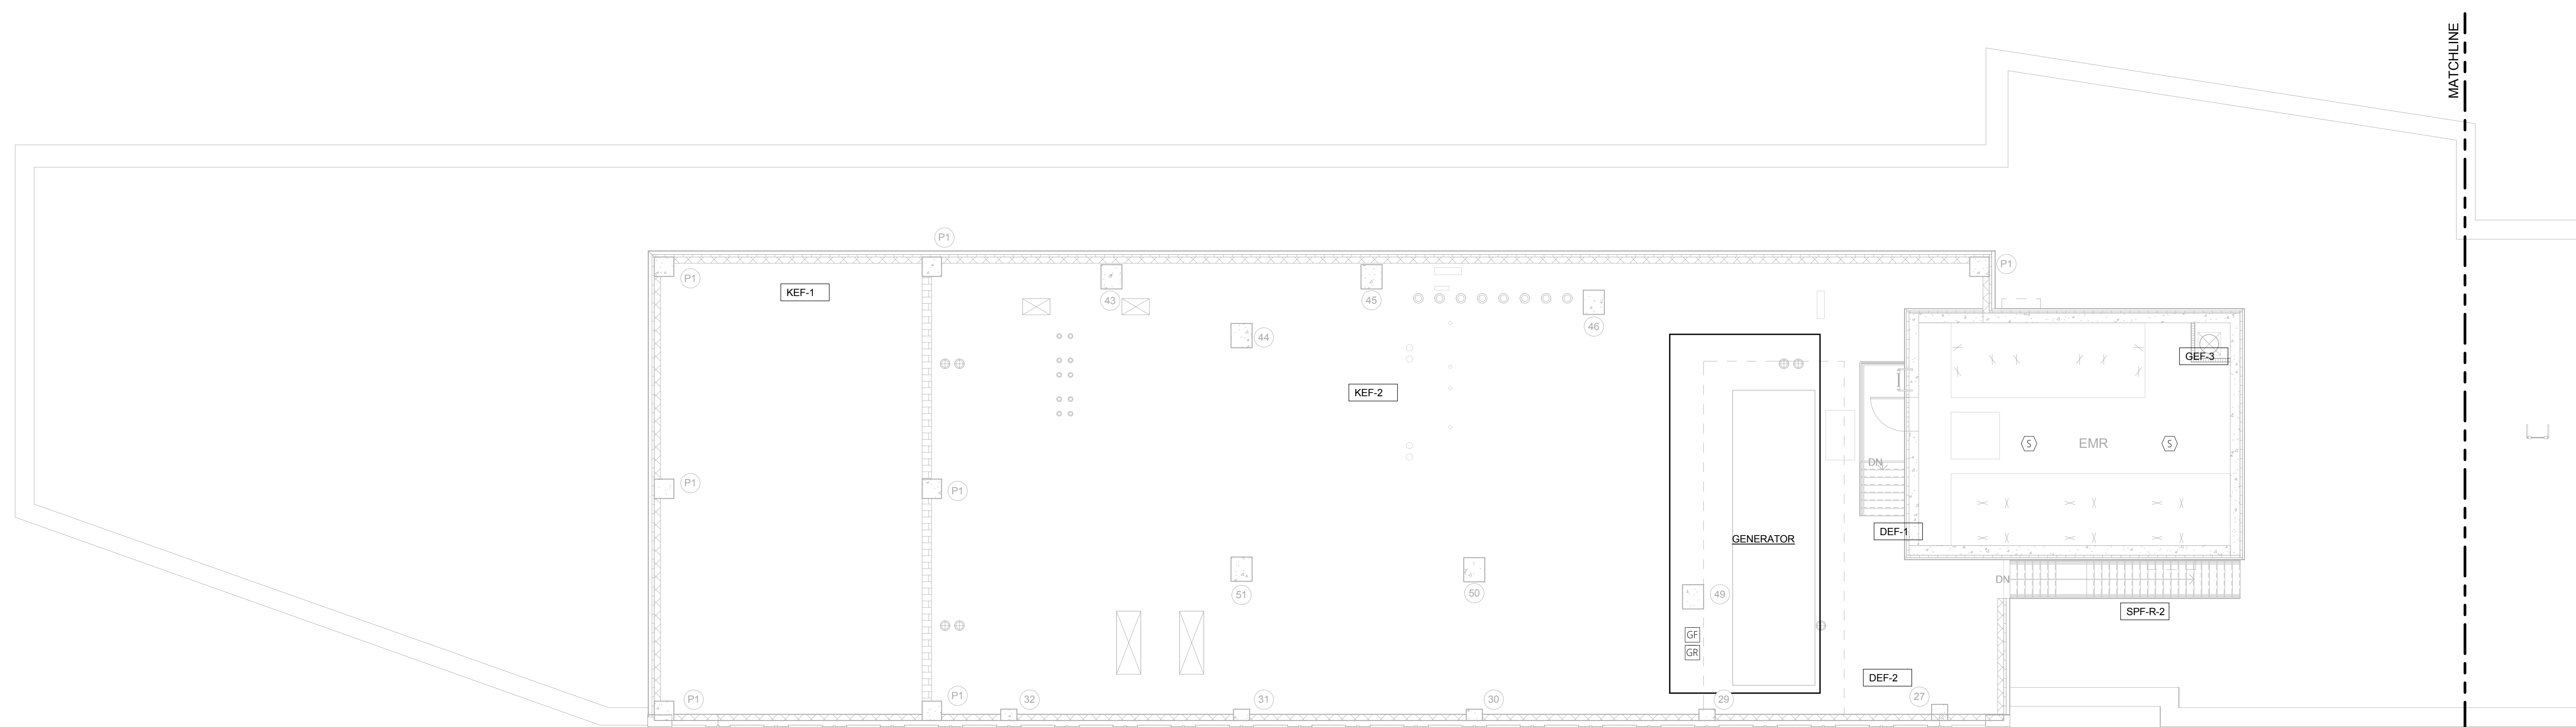 MATCHLINE
P1
P1
P1
KEF-1
43
45
46
44
GEF-3
KEF-2
S
EMR
S
DN
P1
P1
DEF-1
GENERATOR
DN
51
50
49
SPF-R-2
GF
GR
DEF-2
P1
P1
32
31
30
29
27